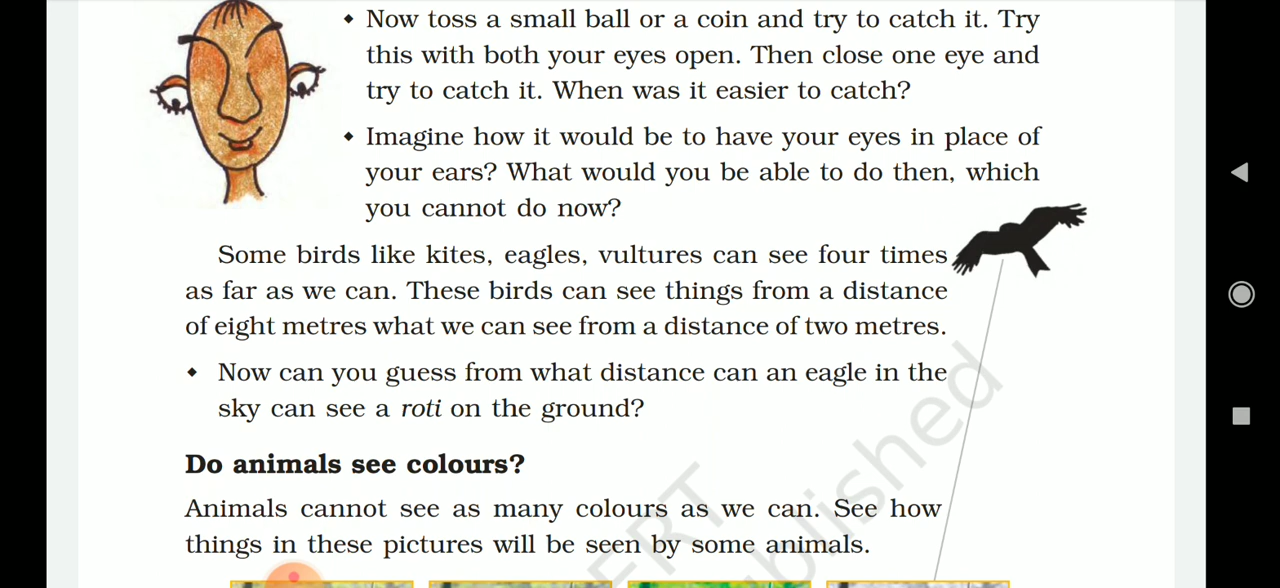 ◆ Now toss a small ball or a coin and try to catch it. Try
this with both your eyes open. Then close one eye and
try to catch it. When was it easier to catch?
◆ Imagine how it would be to have your eyes in place of
your ears? What would you be able to do then, which
you cannot do now?
Some birds like kites, eagles, vultures can see four times
as far as we can. These birds can see things from a distance
of eight metres what we can see from a distance of two metres.
◆ Now can you guess from what distance can an eagle in the
sky can see a roti on the ground?
Do animals see colours?
Animals cannot see as many colours as we can. See how
things in these pictures will be seen by some animals.